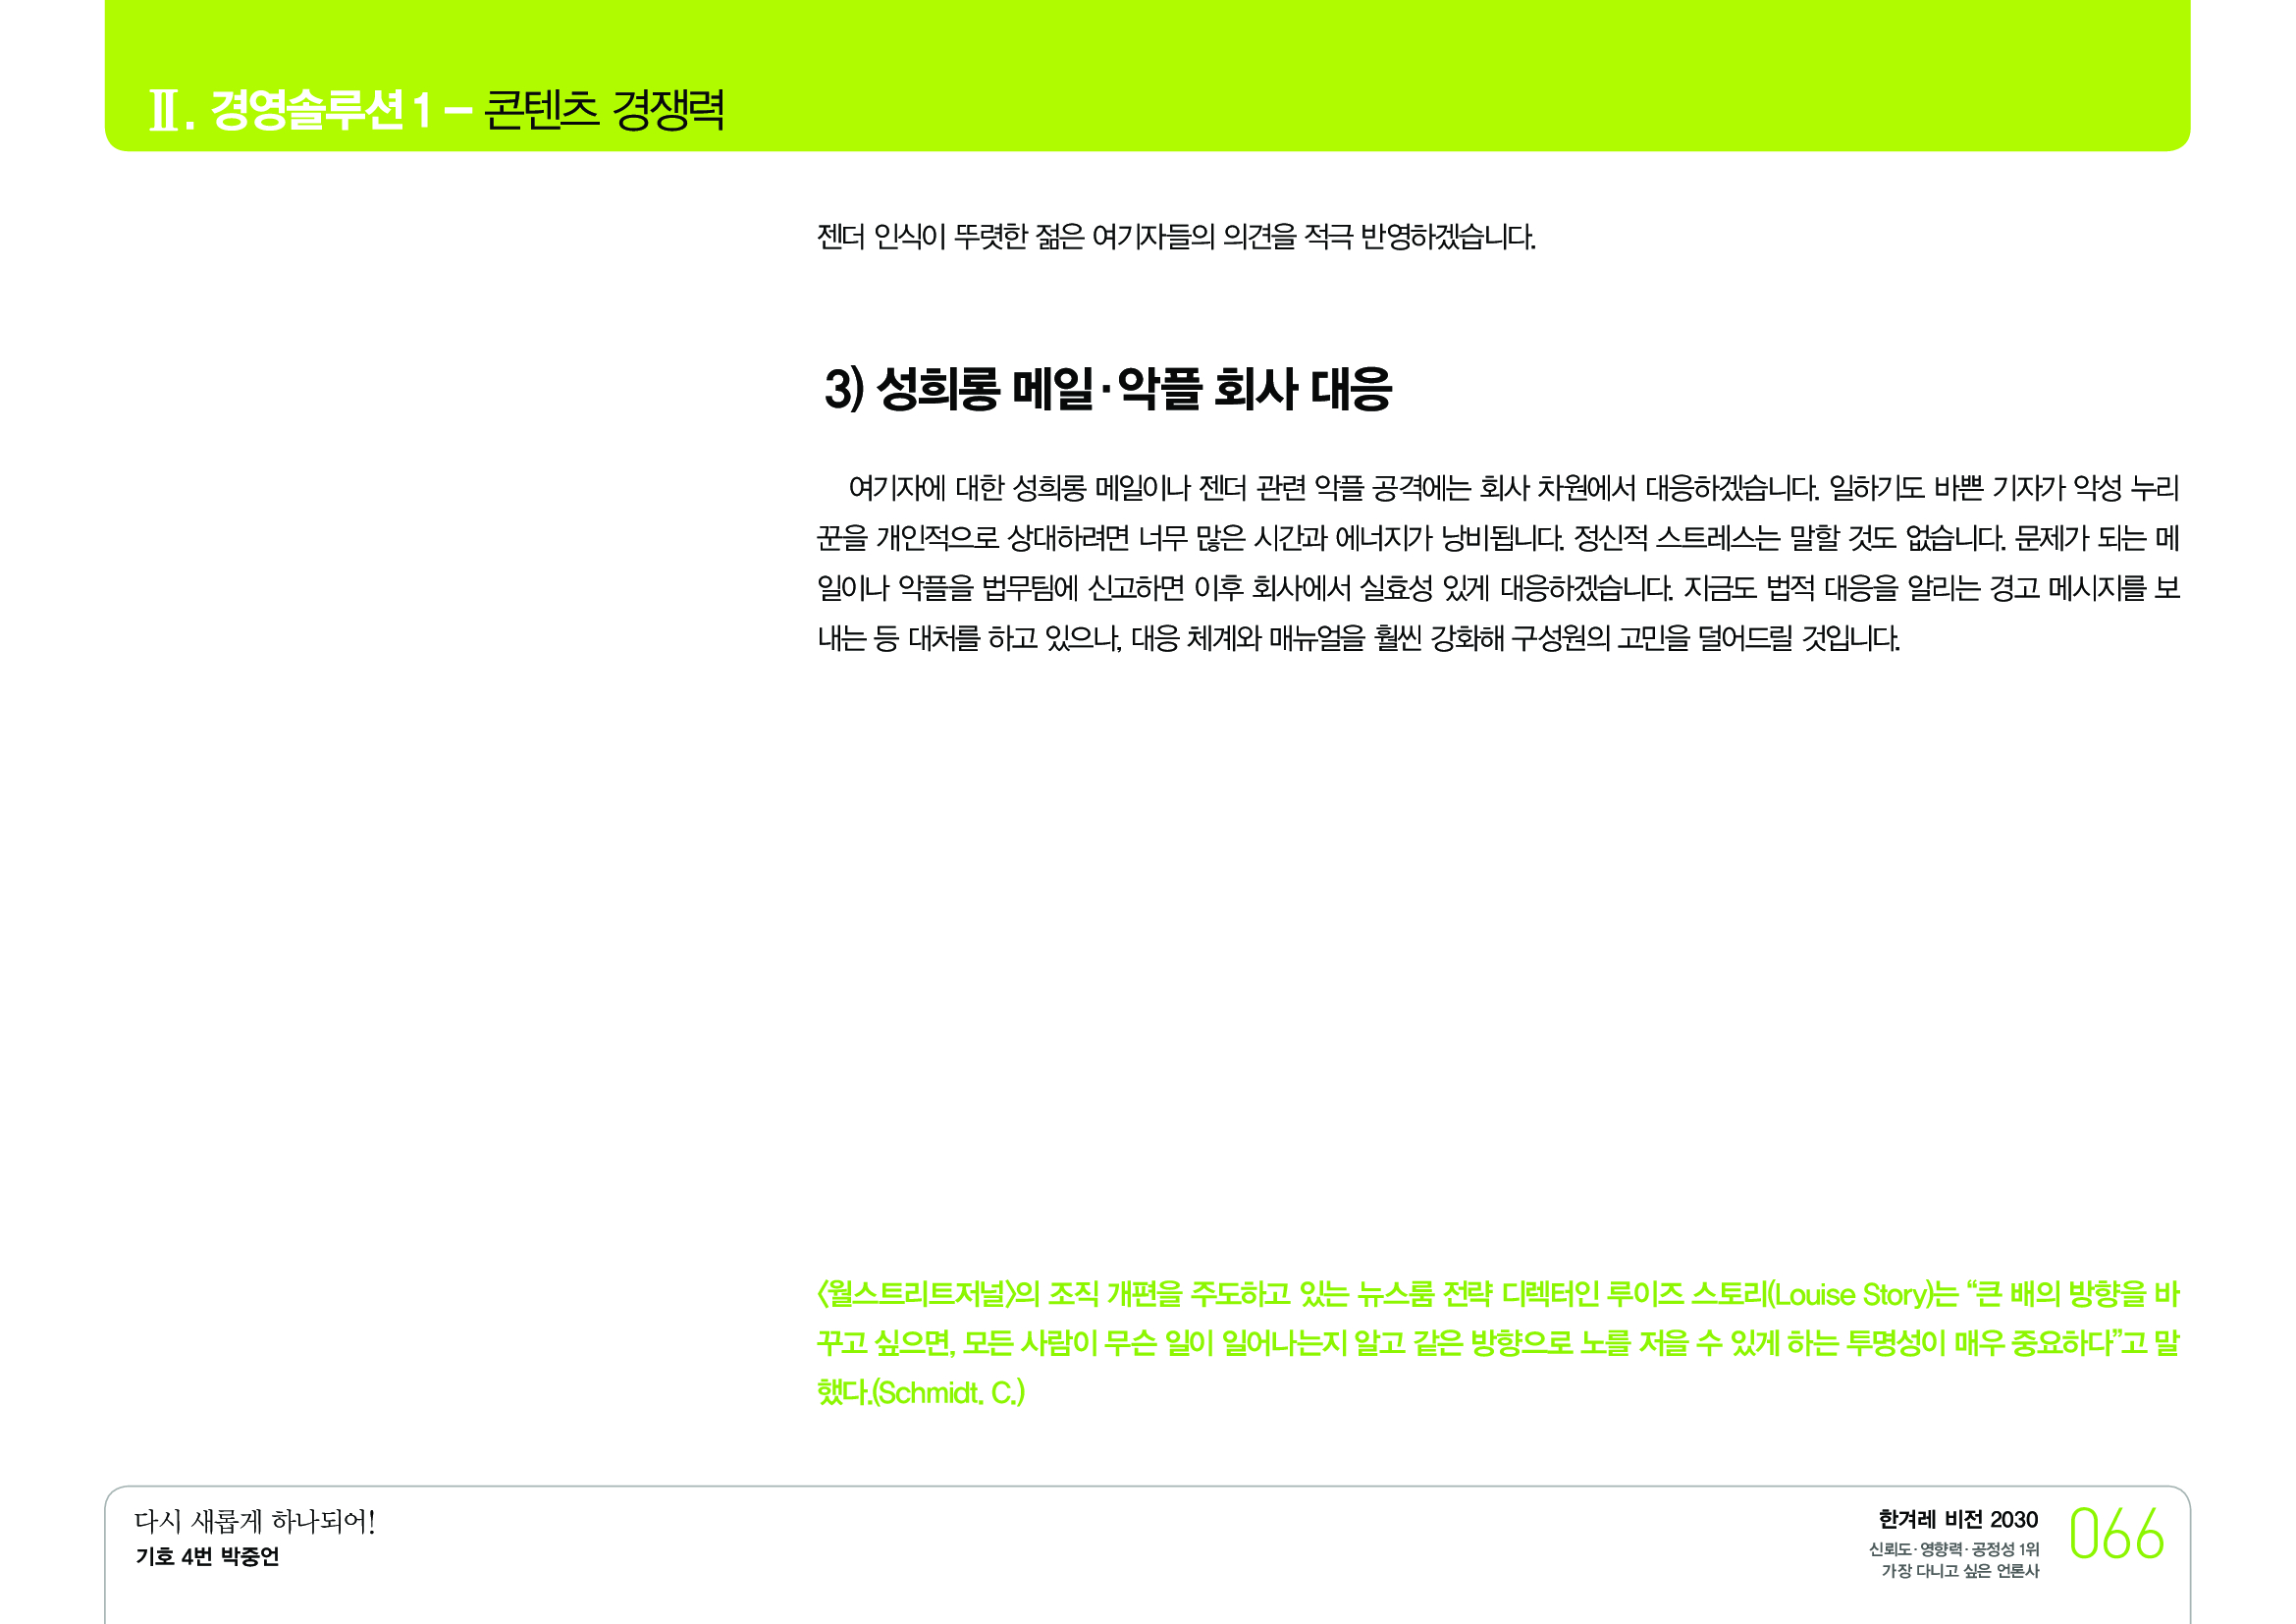 Ⅱ. 경영솔루션 1 – 콘텐츠 경쟁력
젠더 인식이 뚜렷한 젊은 여기자들의 의견을 적극 반영하겠습니다.
3) 성희롱 메일·악플 회사 대응
여기자에 대한 성희롱 메일이나 젠더 관련 악플 공격에는 회사 차원에서 대응하겠습니다. 일하기도 바쁜 기자가 악성 누리
꾼을 개인적으로 상대하려면 너무 많은 시간과 에너지가 낭비됩니다. 정신적 스트레스는 말할 것도 없습니다. 문제가 되는 메
일이나 악플을 법무팀에 신고하면 이후 회사에서 실효성 있게 대응하겠습니다. 지금도 법적 대응을 알리는 경고 메시지를 보
내는 등 대처를 하고 있으나, 대응 체계와 매뉴얼을 훨씬 강화해 구성원의 고민을 덜어드릴 것입니다.
〈월스트리트저널〉의 조직 개편을 주도하고 있는 뉴스룸 전략 디렉터인 루이즈 스토리(Louise Story)는 “큰 배의 방향을 바
꾸고 싶으면, 모든 사람이 무슨 일이 일어나는지 알고 같은 방향으로 노를 저을 수 있게 하는 투명성이 매우 중요하다”고 말
했다.(Schmidt. C.)
다시 새롭게 하나되어!
기호 4번 박중언
한겨레 비전 2030
신뢰도·영향력·공정성 1위
가장 다니고 싶은 언론사
066